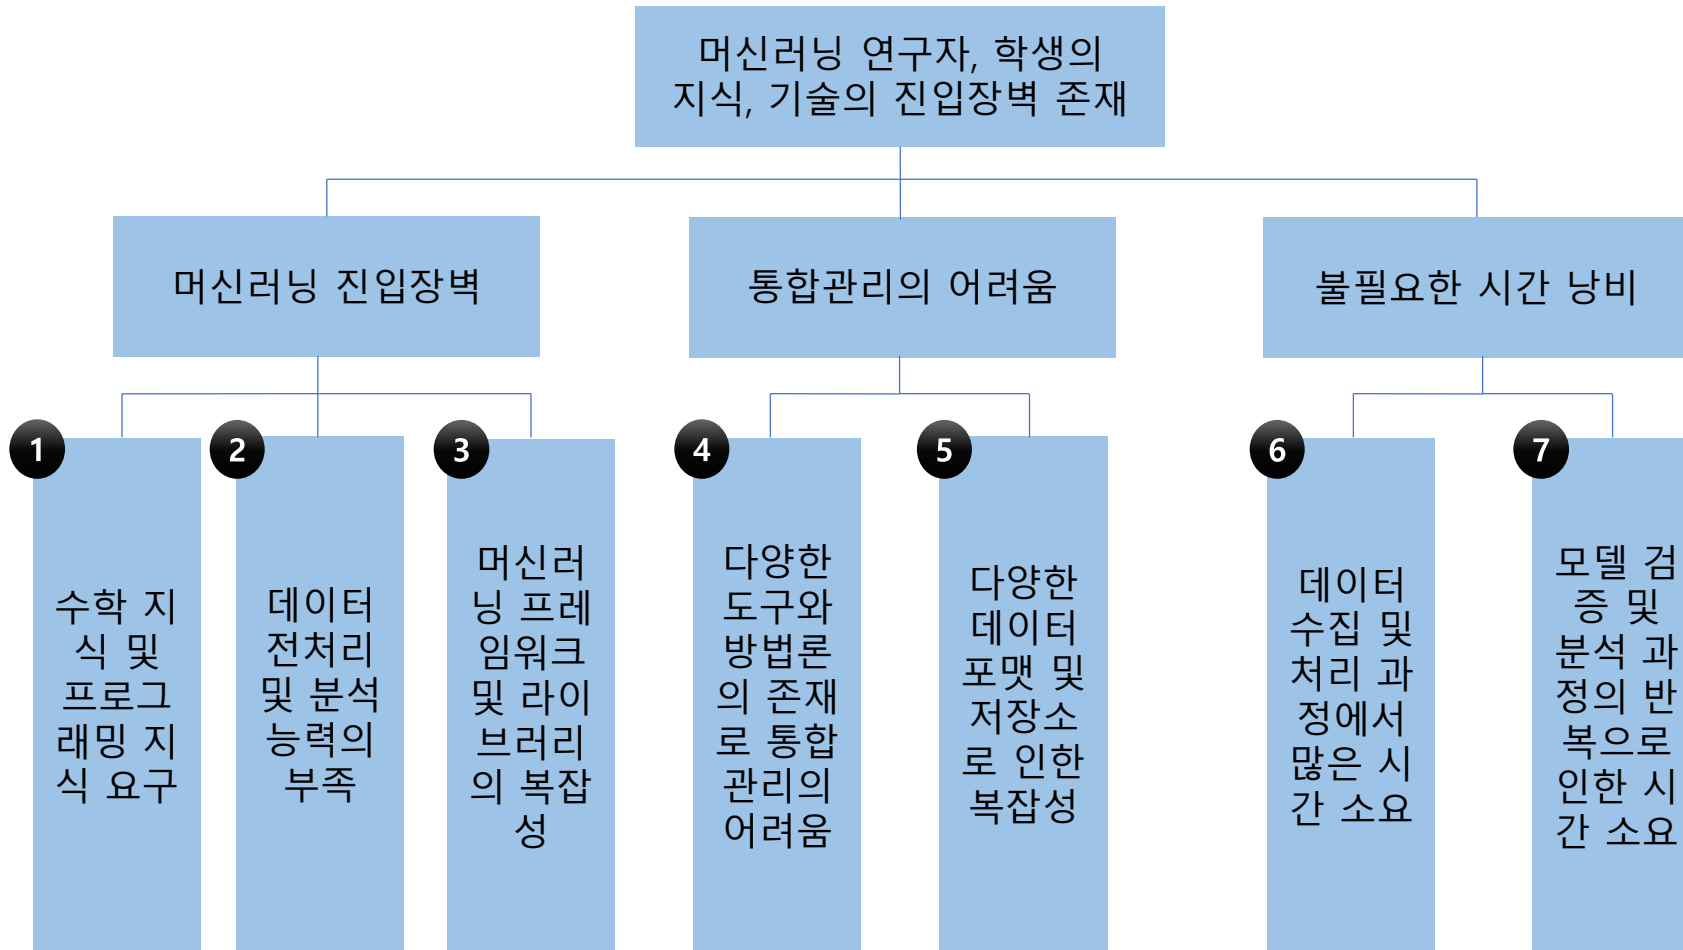 머신러닝 연구자, 학생의
지식, 기술의 진입장벽 존재
머신러닝 진입장벽
통합관리의 어려움
불필요한 시간 낭비
1
수학 지
식 및
프로그
래밍 지
식 요구
2
데이터
전처리
및 분석
능력의
부족
3
머신러
닝 프레
임워크
및 라이
브러리
의 복잡
성
4
다양한
도구와
방법론
의 존재
로 통합
관리의
어려움
5
다양한
데이터
포맷 및
저장소
로 인한
복잡성
6
데이터
수집 및
처리 과
정에서
많은 시
간 소요
7
모델 검
증 및
분석 과
정의 반
복으로
인한 시
간 소요